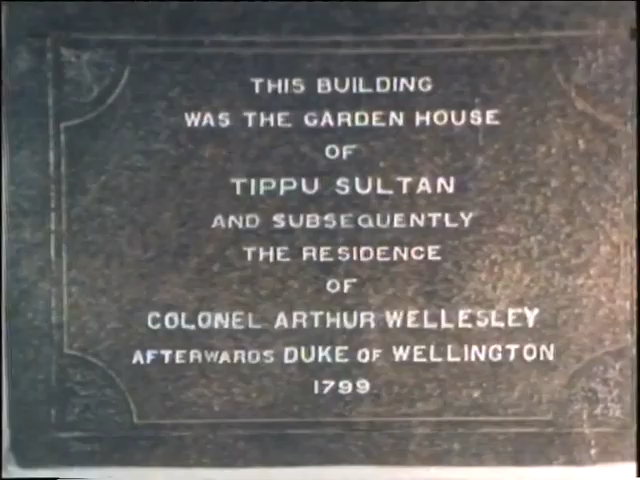 THIS BUILDING
WAS THE GARDEN HOUSE
OF
TIPPU SULTAN
AND SUBSEQUENTLY
THE RESIDENCE
OF
COLONEL ARTHUR WELLESLEY
AFTERWARDS DUKE OF WELLINGTON
1799